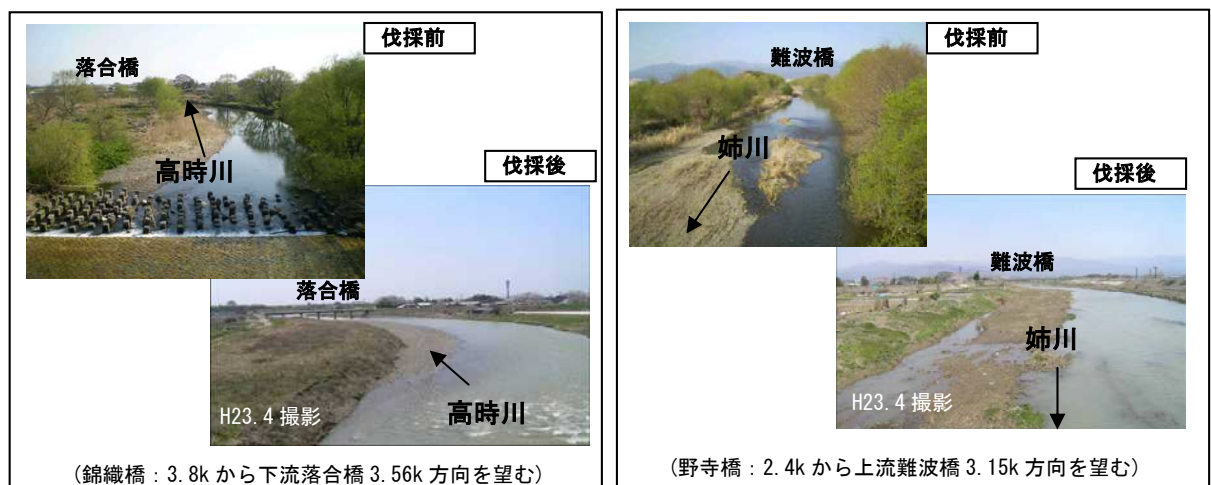 伐採前
落合橋
高時川
伐採後
落合橋
高時川
H23.4 撮影
(錦織橋：3.8k から下流落合橋 3.56k 方向を望む)
伐採前
難波橋
姉川
伐採後
難波橋
姉川
H23.4 撮影
(野寺橋：2.4k から上流難波橋 3.15k 方向を望む)